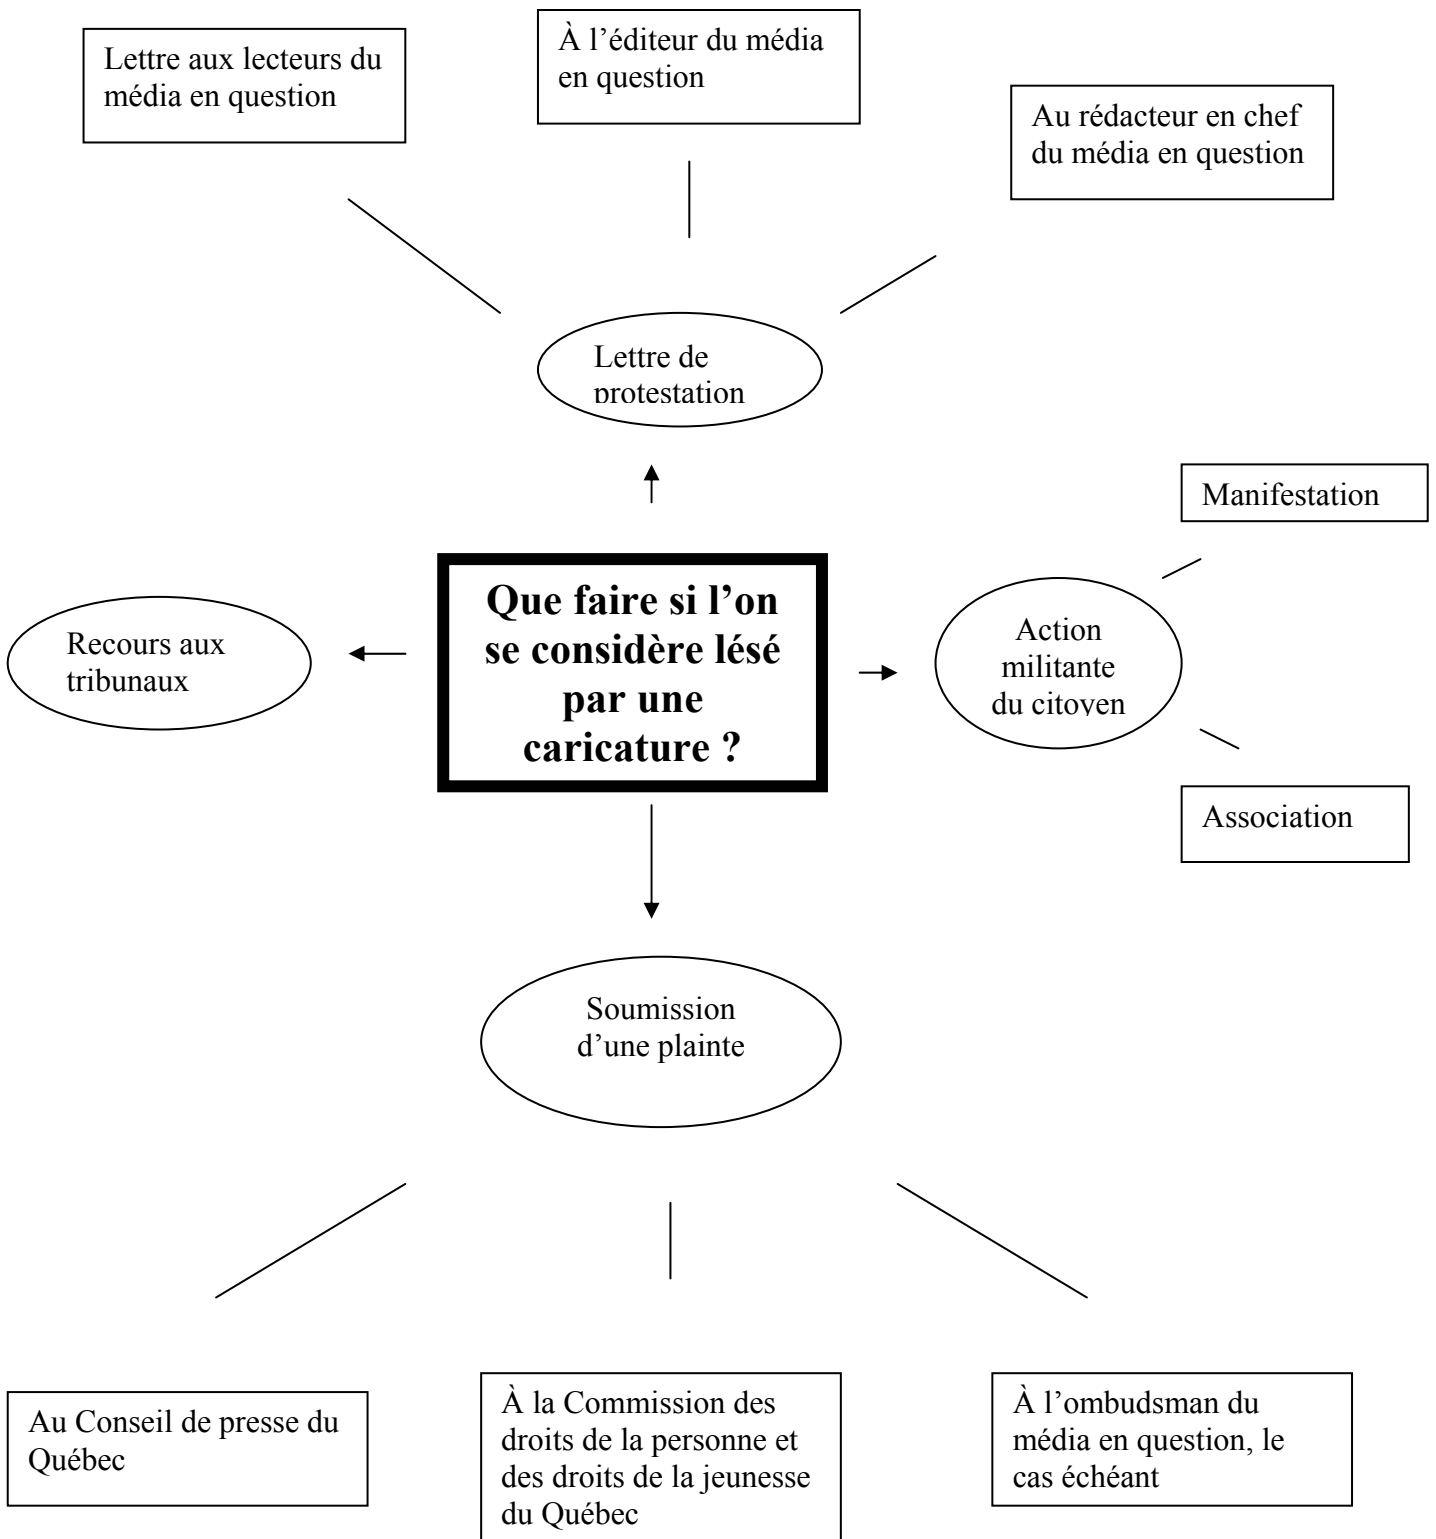 Lettre aux lecteurs du
média en question
À l’éditeur du média
en question
Au rédacteur en chef
du média en question
Lettre de
protestation
Manifestation
Que faire si l’on
se considère lésé
par une
caricature ?
Recours aux
tribunaux
Action
militante
du citoyen
Association
Soumission
d’une plainte
Au Conseil de presse du
Québec
À la Commission des
droits de la personne et
des droits de la jeunesse
du Québec
À l’ombudsman du
média en question, le
cas échéant